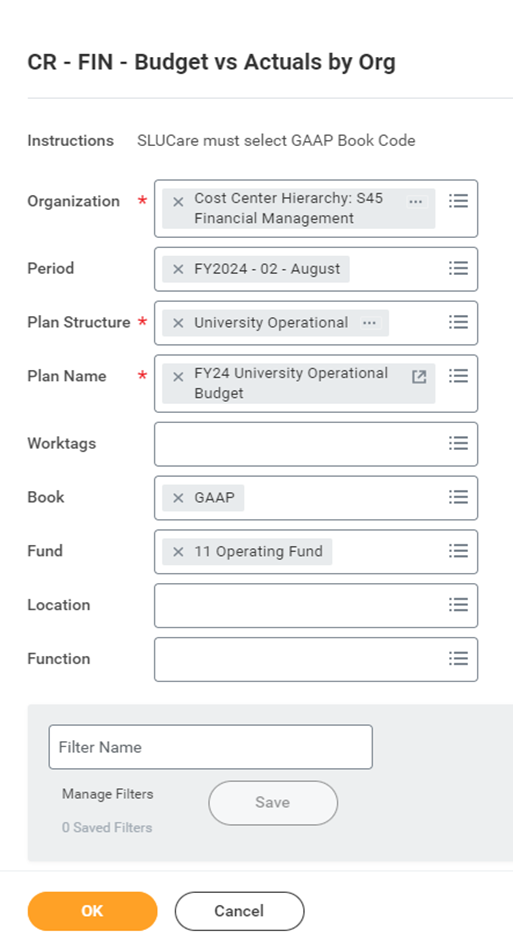 CR - FIN - Budget vs Actuals by Org
Instructions SLUCare must select GAAP Book Code
Organization * × Cost Center Hierarchy: S45 ...
Financial Management
Period × FY2024 - 02 - August
Plan Structure * × University Operational ...
Plan Name * × FY24 University Operational
Budget
Worktags
Book × GAAP
Fund × 11 Operating Fund
Location
Function
Filter Name
Manage Filters
Save
0 Saved Filters
OK Cancel